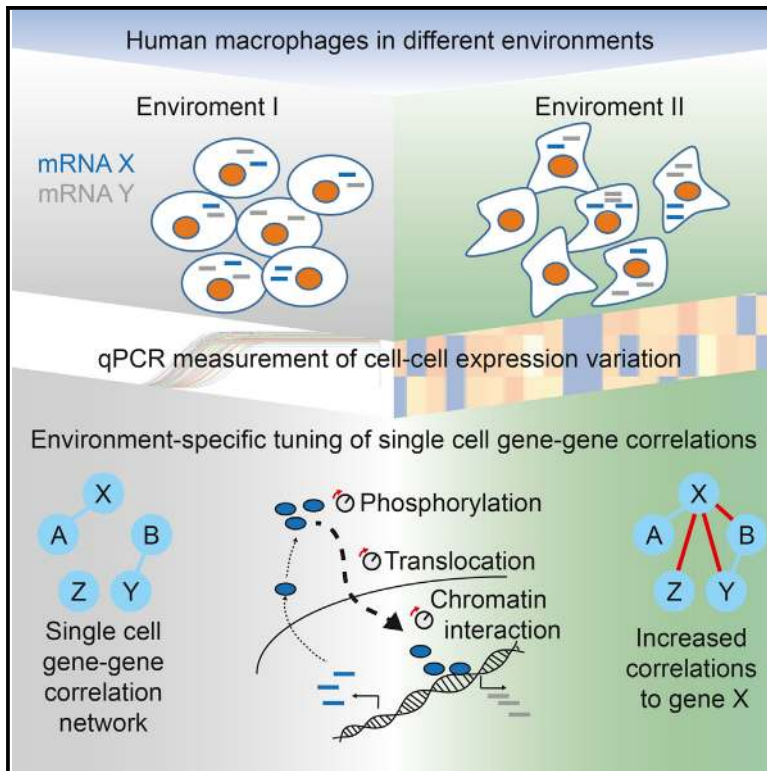 Human macrophages in different environments
Enviroment I
Enviroment II
mRNA X
mRNA Y
qPCR measurement of cell-cell expression variation
Environment-specific tuning of single cell gene-gene correlations
X
A
B
Z
Y
Single cell
gene-gene
correlation
network
Phosphorylation
Translocation
Chromatin
interaction
X
A
B
Z
Y
Increased
correlations
to gene X